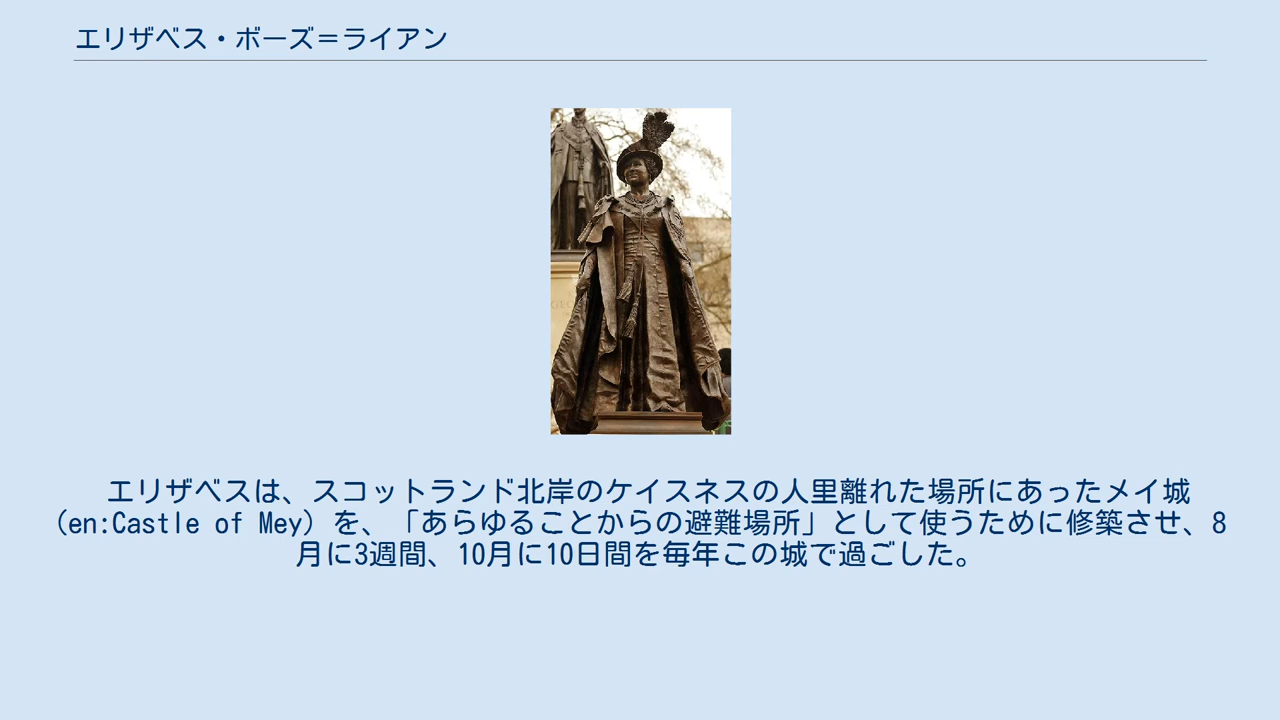 エリザベス・ボーズ＝ライアン
エリザベスは、スコットランド北岸のケイスネスの人里離れた場所にあったメイ城
（en:Castle of Mey）を、「あらゆることからの避難場所」として使うために修築させ、8
月に3週間、10月に10日間を毎年この城で過ごした。